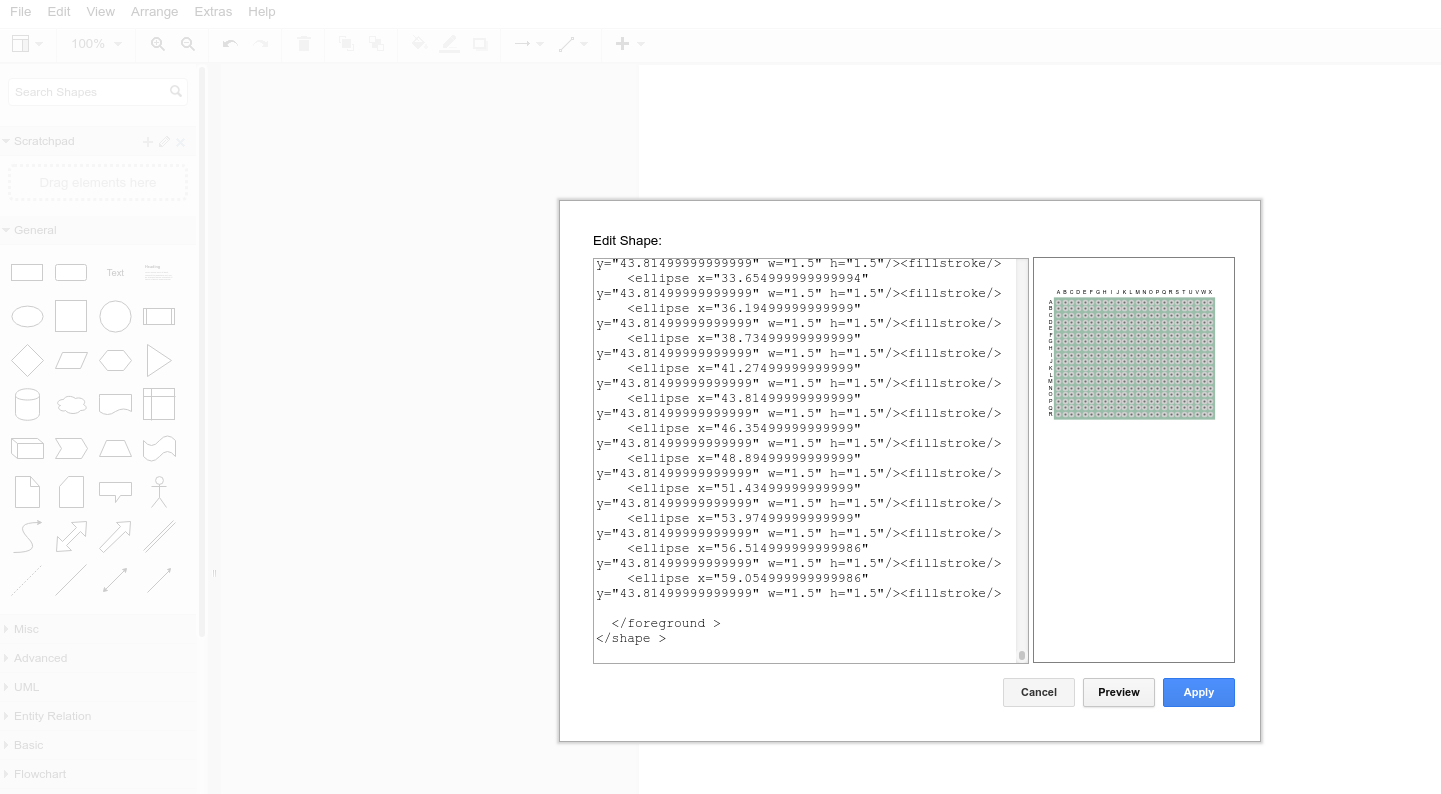 File Edit View Arrange Extras Help
100%
Search Shapes
Scratchpad
Drag elements here
General
Text
Heading
Misc
Advanced
UML
Entity Relation
Basic
Flowchart
Edit Shape:
y="43.81499999999999" w="1.5" h="1.5"/><fillstroke/>
<ellipse x="33.654999999999994"
y="43.81499999999999" w="1.5" h="1.5"/><fillstroke/>
<ellipse x="36.19499999999999"
y="43.81499999999999" w="1.5" h="1.5"/><fillstroke/>
<ellipse x="38.73499999999999"
y="43.81499999999999" w="1.5" h="1.5"/><fillstroke/>
<ellipse x="41.27499999999999"
y="43.81499999999999" w="1.5" h="1.5"/><fillstroke/>
<ellipse x="43.81499999999999"
y="43.81499999999999" w="1.5" h="1.5"/><fillstroke/>
<ellipse x="46.35499999999999"
y="43.81499999999999" w="1.5" h="1.5"/><fillstroke/>
<ellipse x="48.89499999999999"
y="43.81499999999999" w="1.5" h="1.5"/><fillstroke/>
<ellipse x="51.43499999999999"
y="43.81499999999999" w="1.5" h="1.5"/><fillstroke/>
<ellipse x="53.97499999999999"
y="43.81499999999999" w="1.5" h="1.5"/><fillstroke/>
<ellipse x="56.514999999999986"
y="43.81499999999999" w="1.5" h="1.5"/><fillstroke/>
<ellipse x="59.054999999999986"
y="43.81499999999999" w="1.5" h="1.5"/><fillstroke/>
</foreground >
</shape >
A B C D E F G H I J K L M N O P Q R S T U V W X
A
B
C
D
E
F
G
H
I
J
K
L
M
N
O
P
Q
R
Cancel Preview Apply